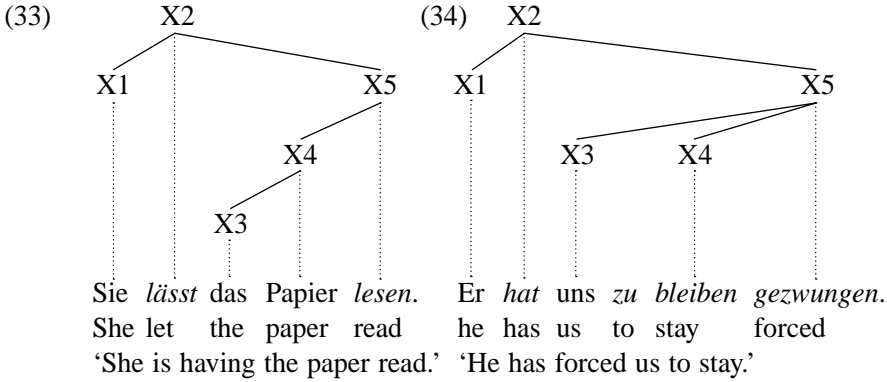 (33) X2 (34) X2
X1 X5 X1 X5
X4 X3 X4
X3
Sie lässt das Papier lesen. Er hat uns zu bleiben gezwungen.
She let the paper read he has us to stay forced
‘She is having the paper read.’ ‘He has forced us to stay.’